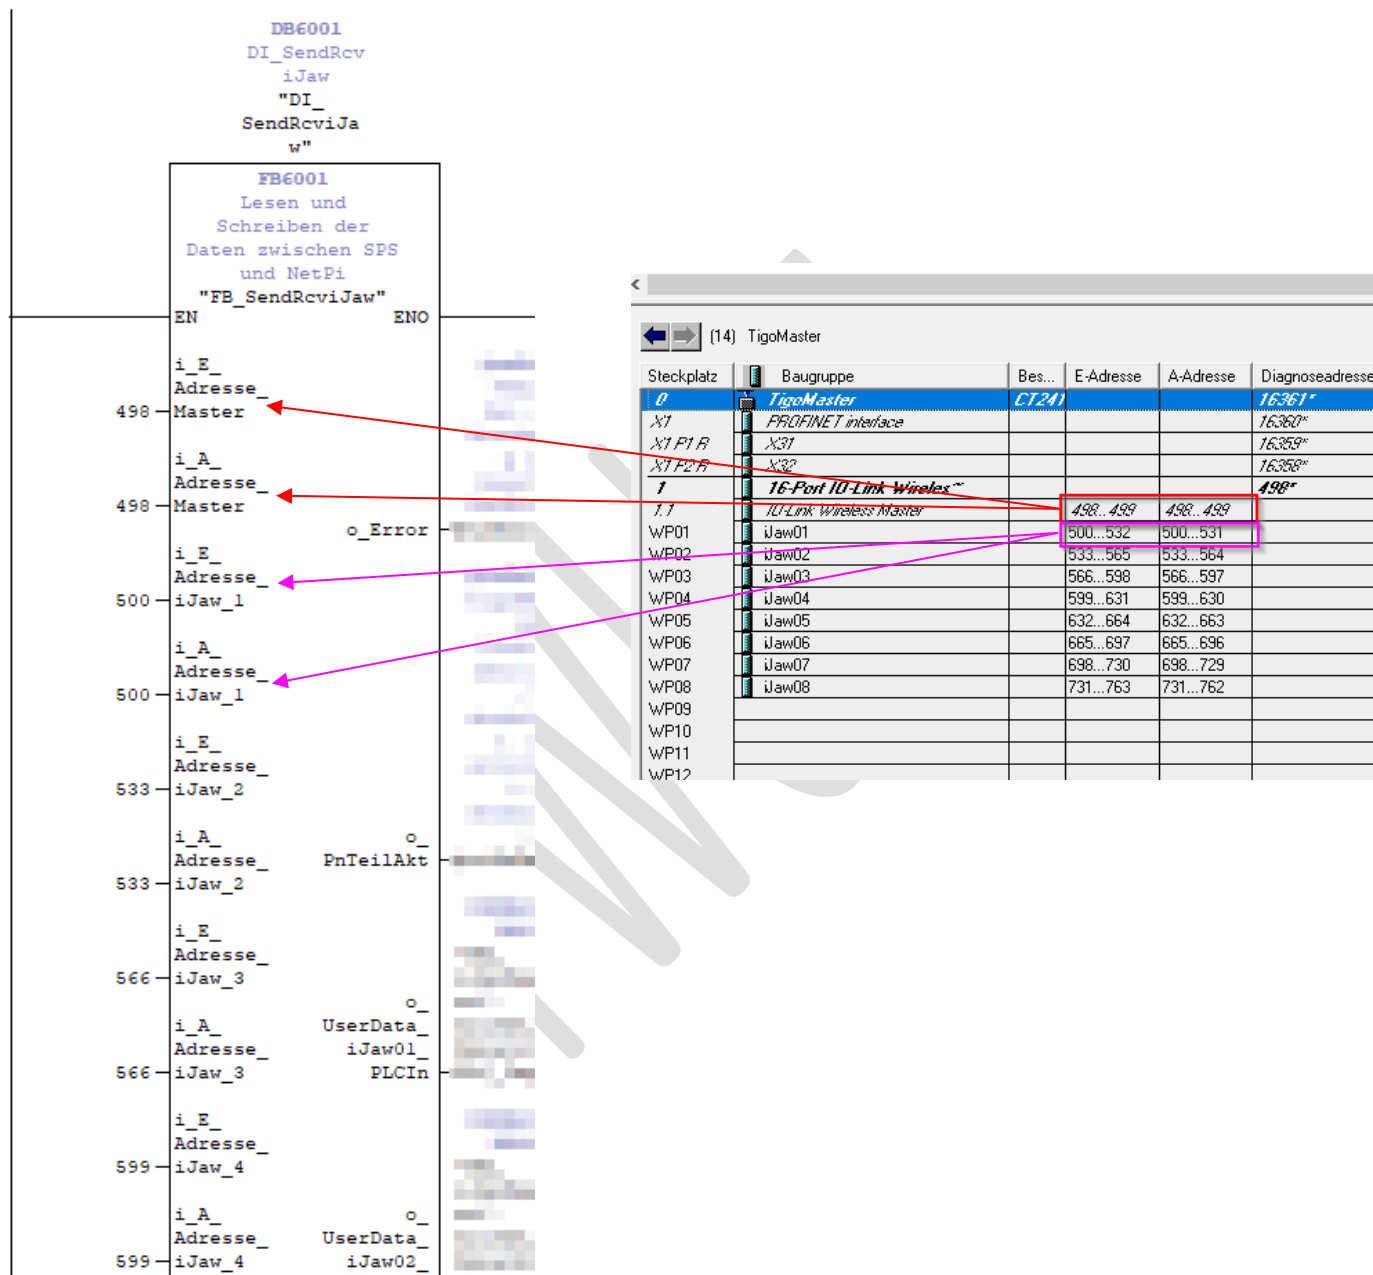 DB6001
DI_SendRcv
iJaw
"DI_
SendRcviJa
w"
FB6001
Lesen und
Schreiben der
Daten zwischen SPS
und NetPi
"FB_SendRcviJaw"
EN ENO
i_E_
Adresse_
498 Master
i_A_
Adresse_
498 Master
o_Error
i_E_
Adresse_
500 iJaw_1
i_A_
Adresse_
500 iJaw_1
i_E_
Adresse_
533 iJaw_2
i_A_ o_
Adresse_ PnTeilAkt
533 iJaw_2
i_E_
Adresse_
566 iJaw_3
o_
i_A_ UserData_
Adresse_ iJaw01_
566 iJaw_3 PLCIn
i_E_
Adresse_
599 iJaw_4
i_A_ o_
Adresse_ UserData_
599 iJaw_4 iJaw02_
(14) TigoMaster
Steckplatz Baugruppe Bes... E-Adresse A-Adresse Diagnoseadresse
0 TigoMaster CT241 16361*
X1 PROFINET interface 16360*
X1 P1 R X31 16359*
X1 P2 R X32 16358*
1 16-Port IO-Link Wireles~ 498*
1.1 IO-Link Wireless Master 498...499 498...499
WP01 iJaw01 500...532 500...531
WP02 iJaw02 533...565 533...564
WP03 iJaw03 566...598 566...597
WP04 iJaw04 599...631 599...630
WP05 iJaw05 632...664 632...663
WP06 iJaw06 665...697 665...696
WP07 iJaw07 698...730 698...729
WP08 iJaw08 731...763 731...762
WP09
WP10
WP11
WP12